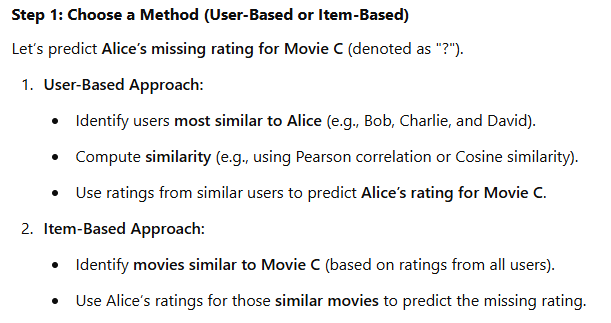 Step 1: Choose a Method (User-Based or Item-Based)
Let's predict Alice's missing rating for Movie C (denoted as "?").
1. User-Based Approach:
• Identify users most similar to Alice (e.g., Bob, Charlie, and David).
• Compute similarity (e.g., using Pearson correlation or Cosine similarity).
• Use ratings from similar users to predict Alice's rating for Movie C.
2. Item-Based Approach:
• Identify movies similar to Movie C (based on ratings from all users).
• Use Alice's ratings for those similar movies to predict the missing rating.